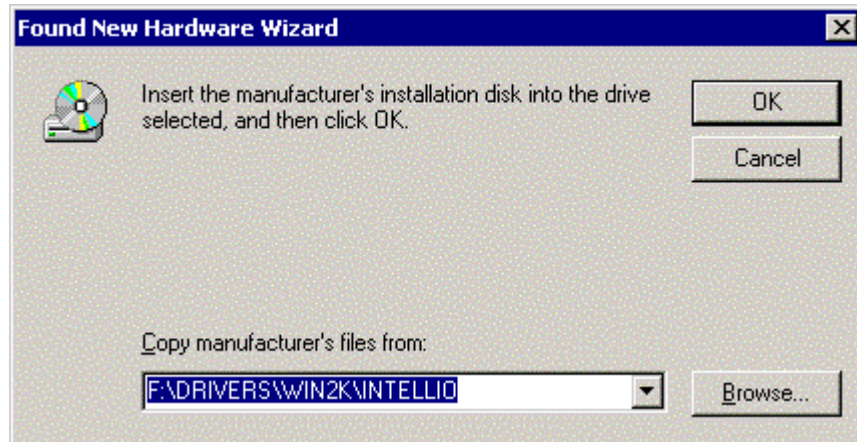 Found New Hardware Wizard
Insert the manufacturer's installation disk into the drive
selected, and then click OK.
OK
Cancel
Copy manufacturer's files from:
F:\DRIVERS\WIN2K\INTELLIO
Browse...